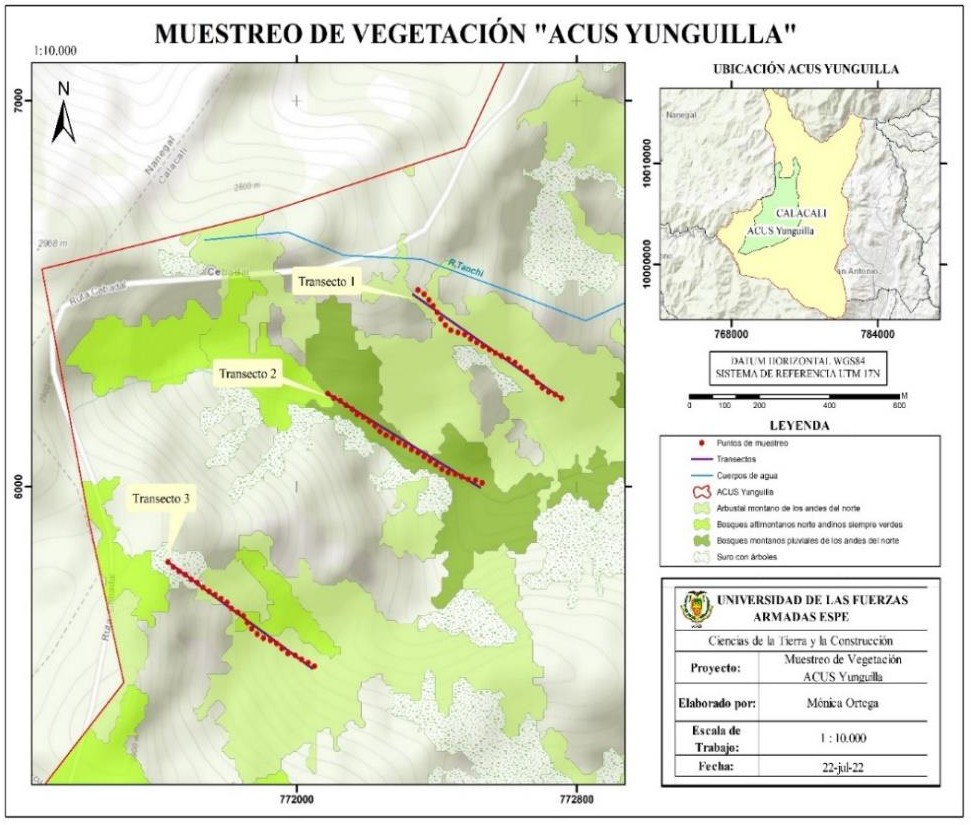 MUESTREO DE VEGETACIÓN "ACUS YUNGUILLA"
1:10.000
N
7000
6000
772000
772800
Nanegal
Calacali
2800 m
2968 m
Ruta Cebadal
R.Tanchi
Transecto 1
Transecto 2
Transecto 3
UBICACIÓN ACUS YUNGUILLA
Nanegal
CALACALI
ACUS Yunguilla
an Antonio
10010000
10000000
768000
784000
DATUM HORIZONTAL WGS84
SISTEMA DE REFERENCIA UTM 17N
M
0 100 200 400 600
LEYENDA
Puntos de muestreo
Transectos
Cuerpos de agua
ACUS Yunguilla
Arbustal montano de los andes del norte
Bosques altimontanos norte andinos siempre verdes
Bosques montanos pluviales de los andes del norte
Suro con árboles
UNIVERSIDAD DE LAS FUERZAS
ARMADAS ESPE
Ciencias de la Tierra y la Construcción
Proyecto:
Muestreo de Vegetación
ACUS Yunguilla
Elaborado por:
Mónica Ortega
Escala de
Trabajo:
1 : 10.000
Fecha:
22-jul-22